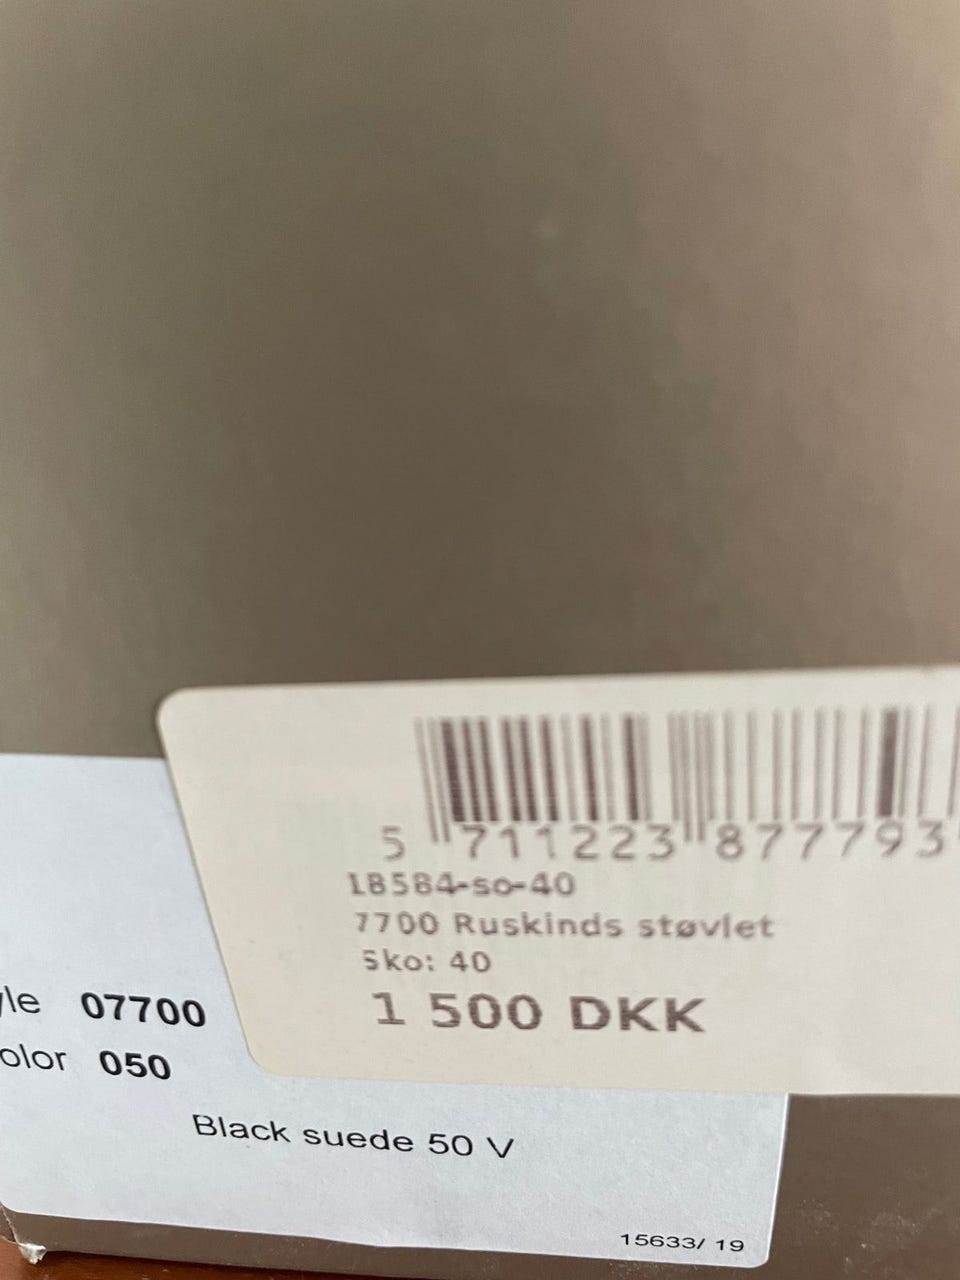 5 711223 877793
18584-so-40
7700 Ruskinds støvlet
Sko: 40
1 500 DKK
yle 07700
olor 050
Black suede 50 V
15633/ 19